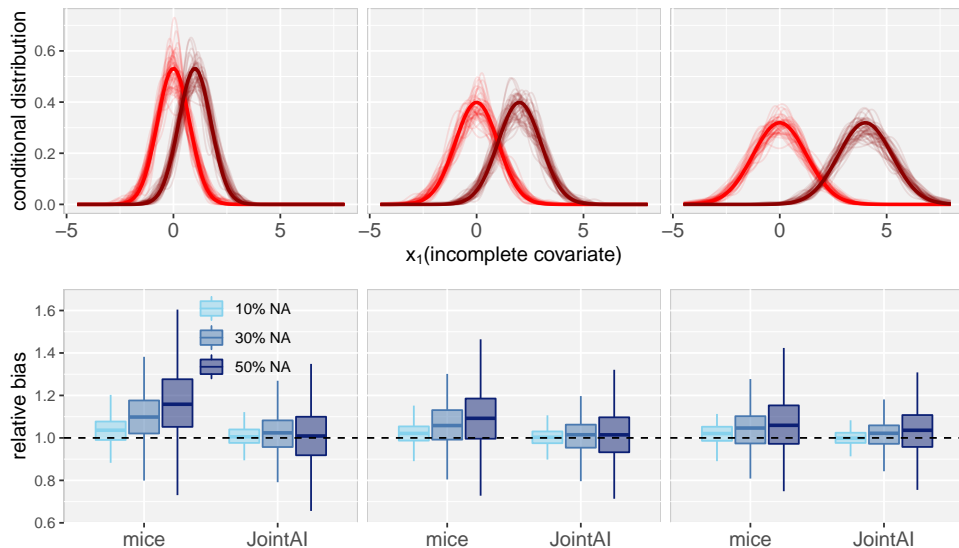 conditional distribution
0.6
0.4
0.2
0.0
−5 0 5 −5 0 5 −5 0 5
x₁(incomplete covariate)
relative bias
1.6
1.4
1.2
1.0
0.8
0.6
10% NA
30% NA
50% NA
mice JointAI mice JointAI mice JointAI